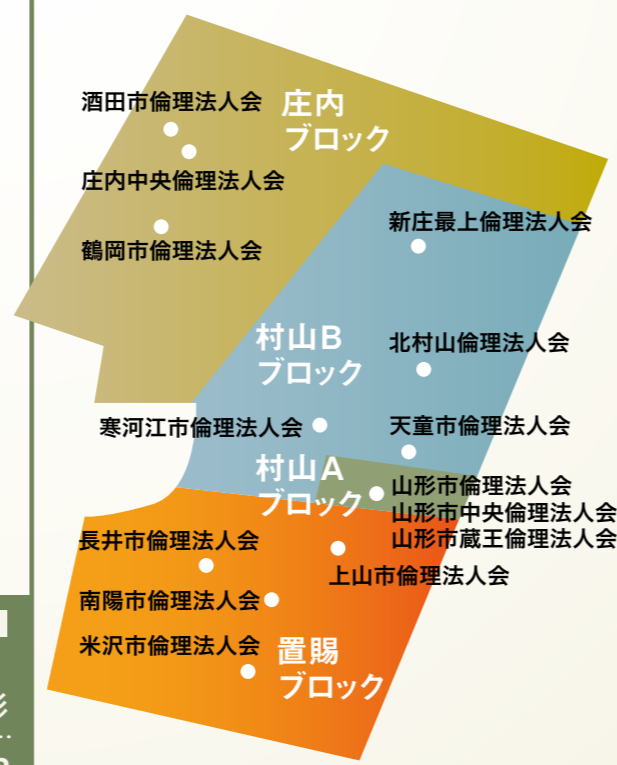 酒田市倫理法人会
庄内
ブロック
庄内中央倫理法人会
鶴岡市倫理法人会
新庄最上倫理法人会
村山B
ブロック
北村山倫理法人会
寒河江市倫理法人会
天童市倫理法人会
村山A
ブロック
山形市倫理法人会
山形市中央倫理法人会
山形市蔵王倫理法人会
長井市倫理法人会
上山市倫理法人会
南陽市倫理法人会
米沢市倫理法人会
置賜
ブロック